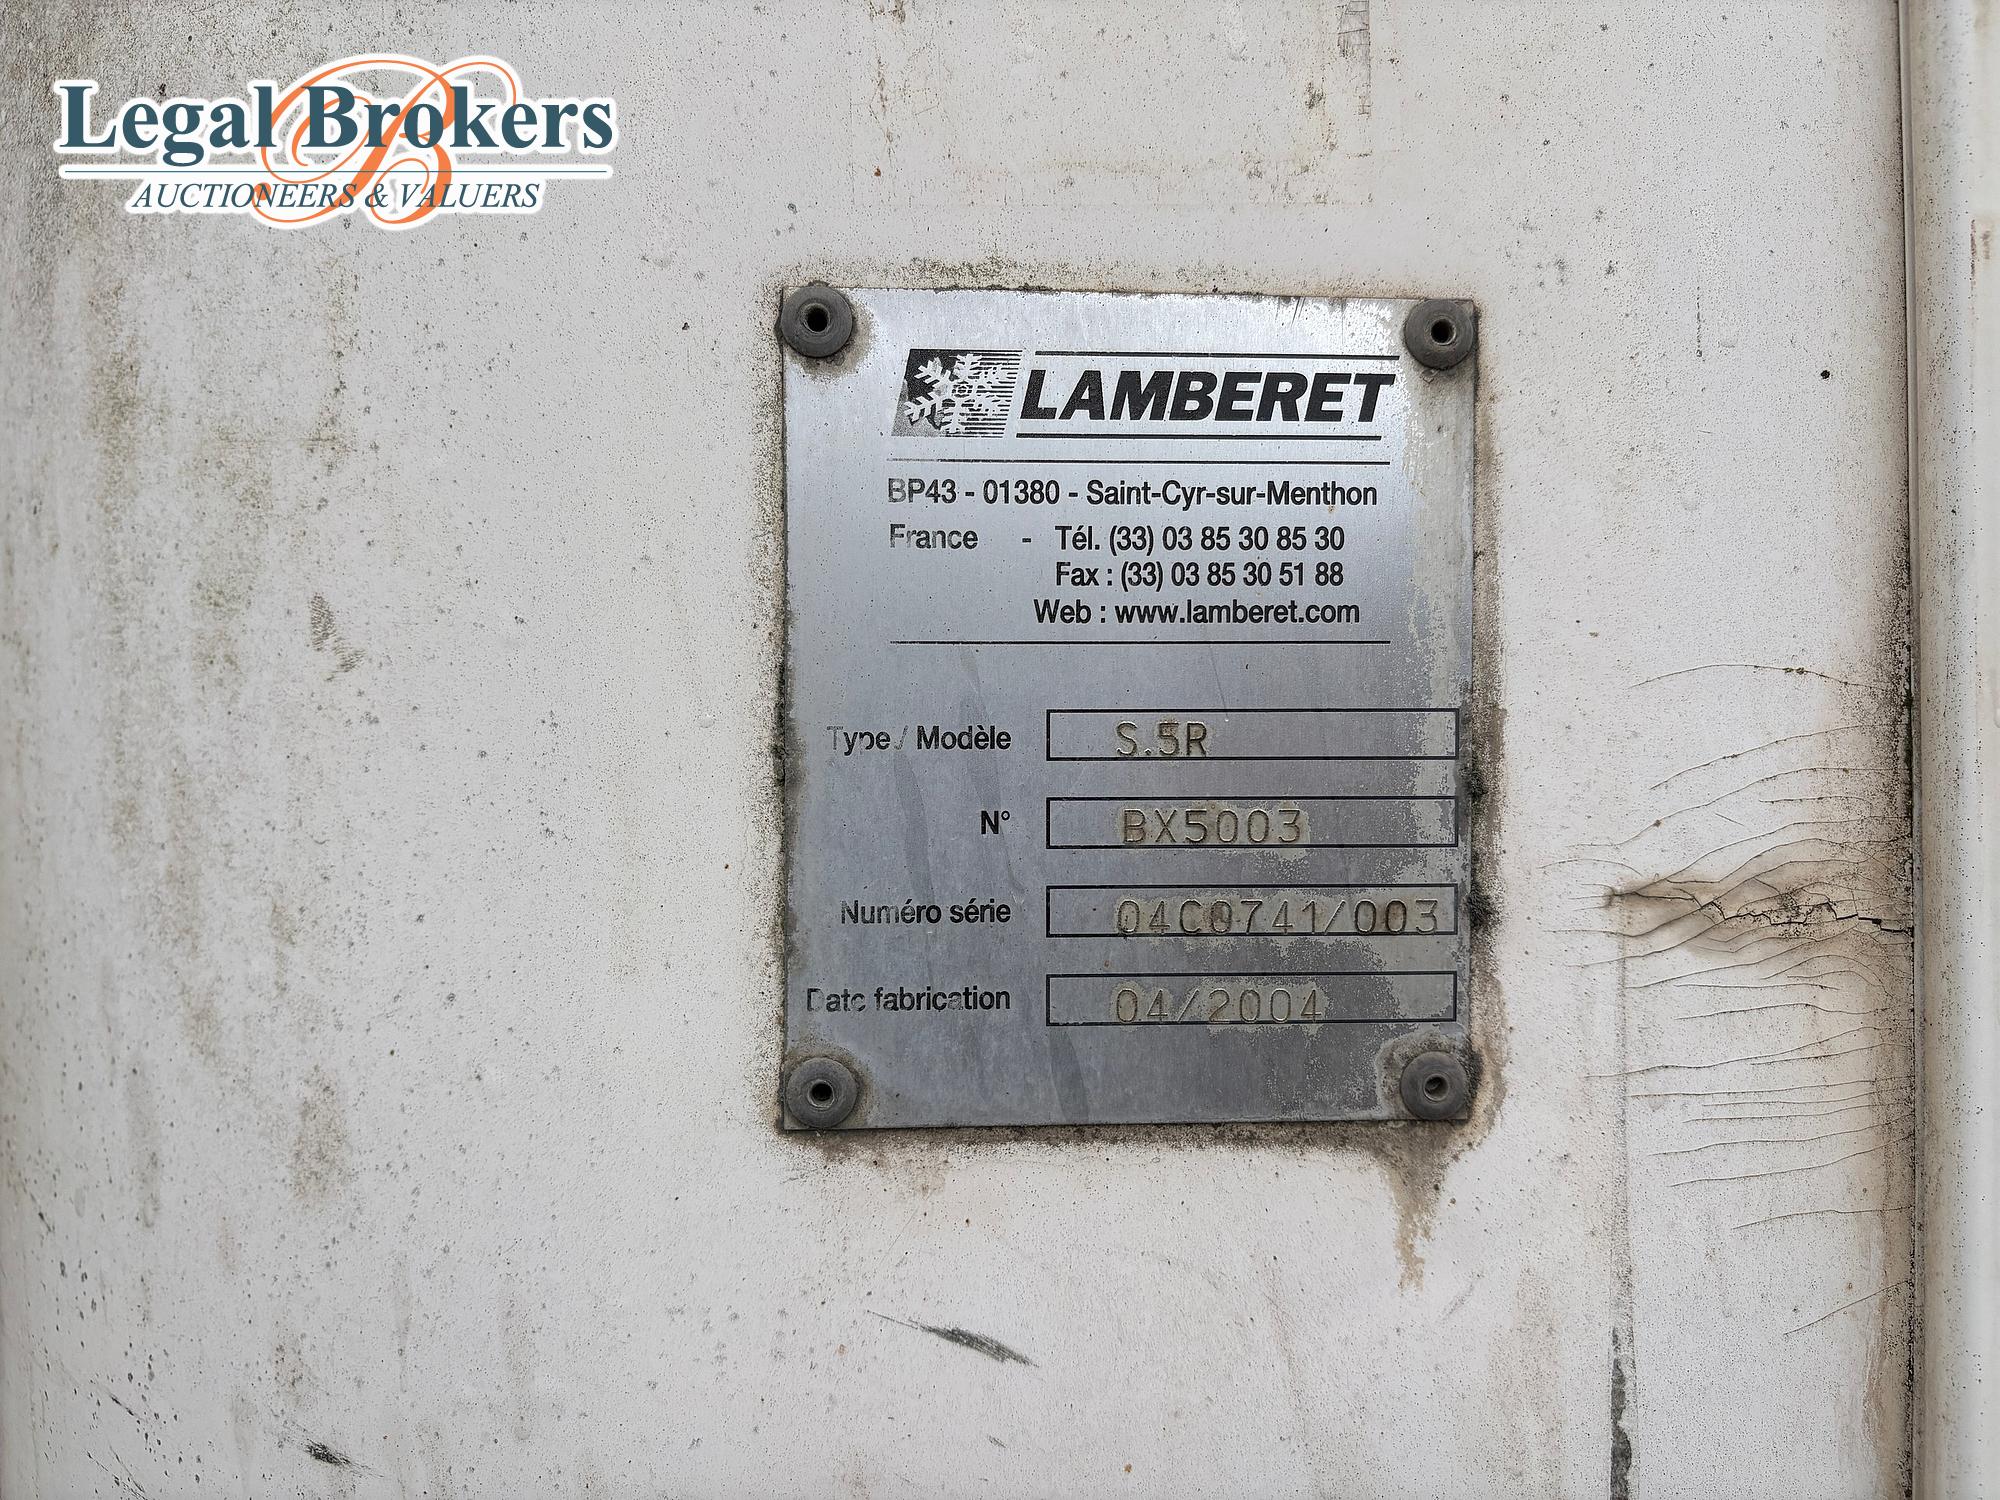 Legal Brokers
AUCTIONEERS & VALUERS
LAMBERET
BP43 - 01380 - Saint-Cyr-sur-Menthon
France - Tél. (33) 03 85 30 85 30
Fax : (33) 03 85 30 51 88
Web : www.lamberet.com
Type / Modèle S.5R
N° BX5003
Numéro série 04C0741/003
Date fabrication 04/2004